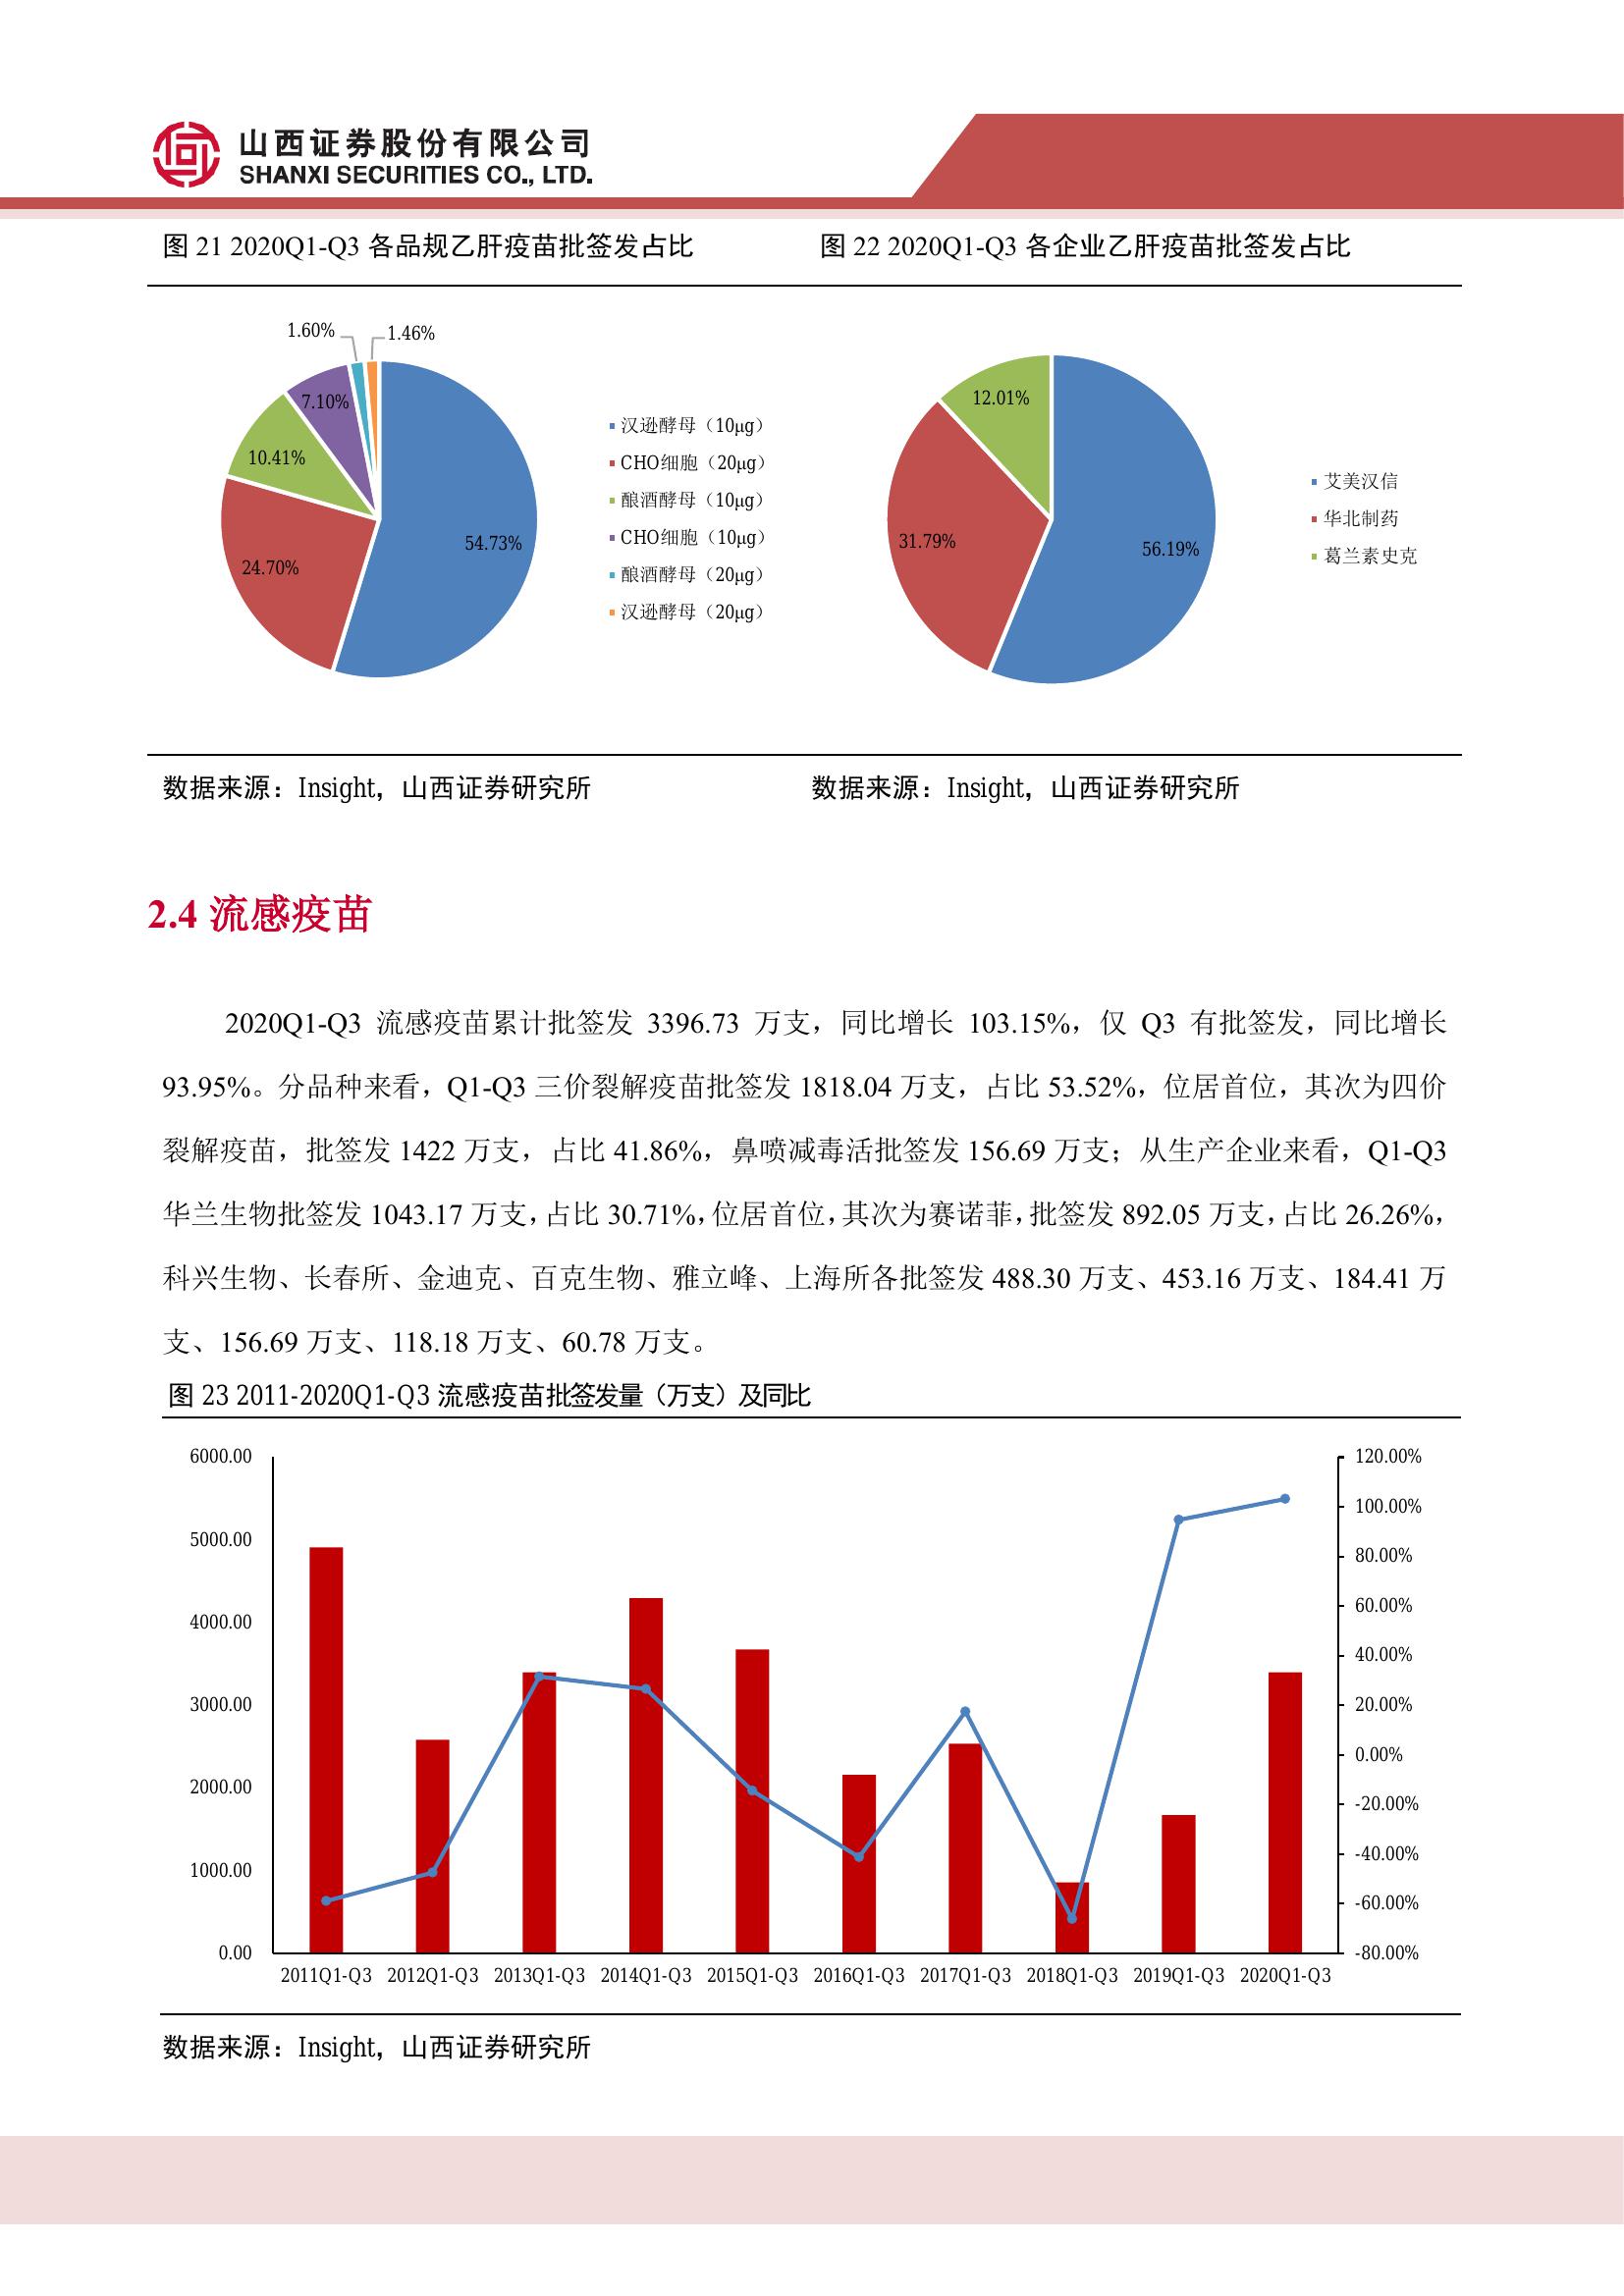 山西证券股份有限公司
SHANXI SECURITIES CO., LTD.
图 21 2020Q1-Q3 各品规乙肝疫苗批签发占比
图 22 2020Q1-Q3 各企业乙肝疫苗批签发占比
1.60%
1.46%
7.10%
10.41%
24.70%
54.73%
汉逊酵母（10μg）
CHO细胞（20μg）
酿酒酵母（10μg）
CHO细胞（10μg）
酿酒酵母（20μg）
汉逊酵母（20μg）
12.01%
31.79%
56.19%
艾美汉信
华北制药
葛兰素史克
数据来源：Insight，山西证券研究所
数据来源：Insight，山西证券研究所
2.4 流感疫苗
2020Q1-Q3 流感疫苗累计批签发 3396.73 万支，同比增长 103.15%，仅 Q3 有批签发，同比增长
93.95%。分品种来看，Q1-Q3 三价裂解疫苗批签发 1818.04 万支，占比 53.52%，位居首位，其次为四价
裂解疫苗，批签发 1422 万支，占比 41.86%，鼻喷减毒活批签发 156.69 万支；从生产企业来看，Q1-Q3
华兰生物批签发 1043.17 万支，占比 30.71%，位居首位，其次为赛诺菲，批签发 892.05 万支，占比 26.26%，
科兴生物、长春所、金迪克、百克生物、雅立峰、上海所各批签发 488.30 万支、453.16 万支、184.41 万
支、156.69 万支、118.18 万支、60.78 万支。
图 23 2011-2020Q1-Q3 流感疫苗批签发量（万支）及同比
6000.00
5000.00
4000.00
3000.00
2000.00
1000.00
0.00
120.00%
100.00%
80.00%
60.00%
40.00%
20.00%
0.00%
-20.00%
-40.00%
-60.00%
-80.00%
2011Q1-Q3 2012Q1-Q3 2013Q1-Q3 2014Q1-Q3 2015Q1-Q3 2016Q1-Q3 2017Q1-Q3 2018Q1-Q3 2019Q1-Q3 2020Q1-Q3
数据来源：Insight，山西证券研究所